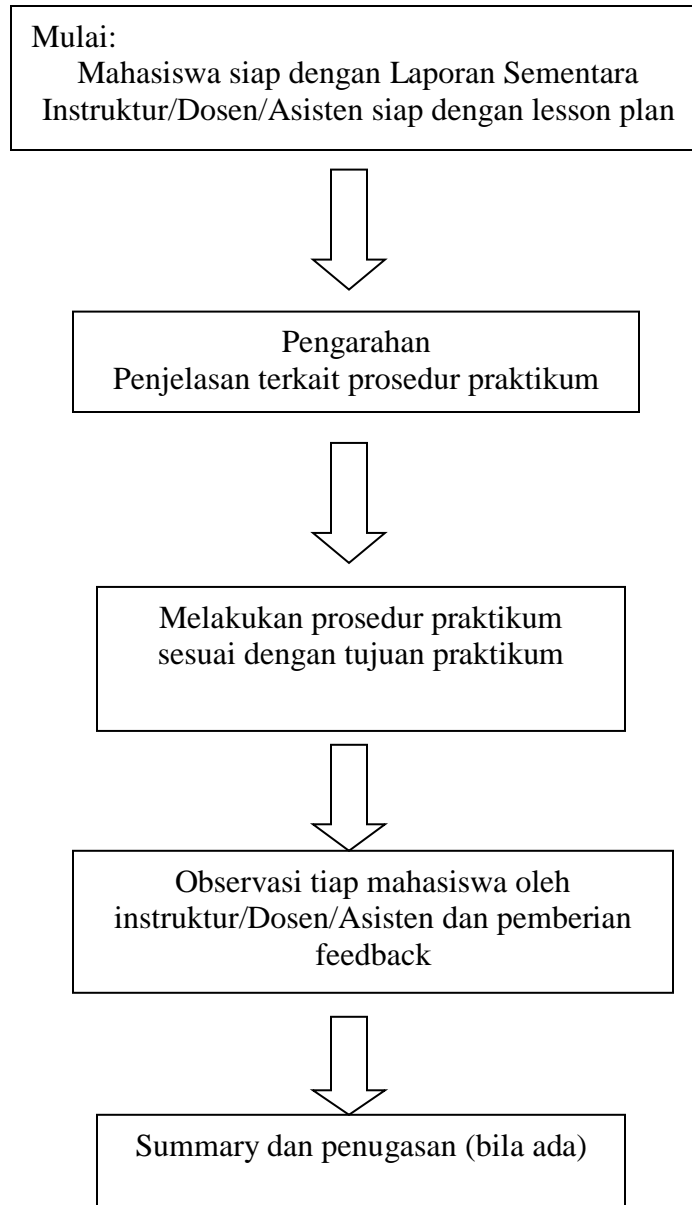 Mulai:
Mahasiswa siap dengan Laporan Sementara
Instruktur/Dosen/Asisten siap dengan lesson plan
Pengarahan
Penjelasan terkait prosedur praktikum
Melakukan prosedur praktikum
sesuai dengan tujuan praktikum
Observasi tiap mahasiswa oleh
instruktur/Dosen/Asisten dan pemberian
feedback
Summary dan penugasan (bila ada)